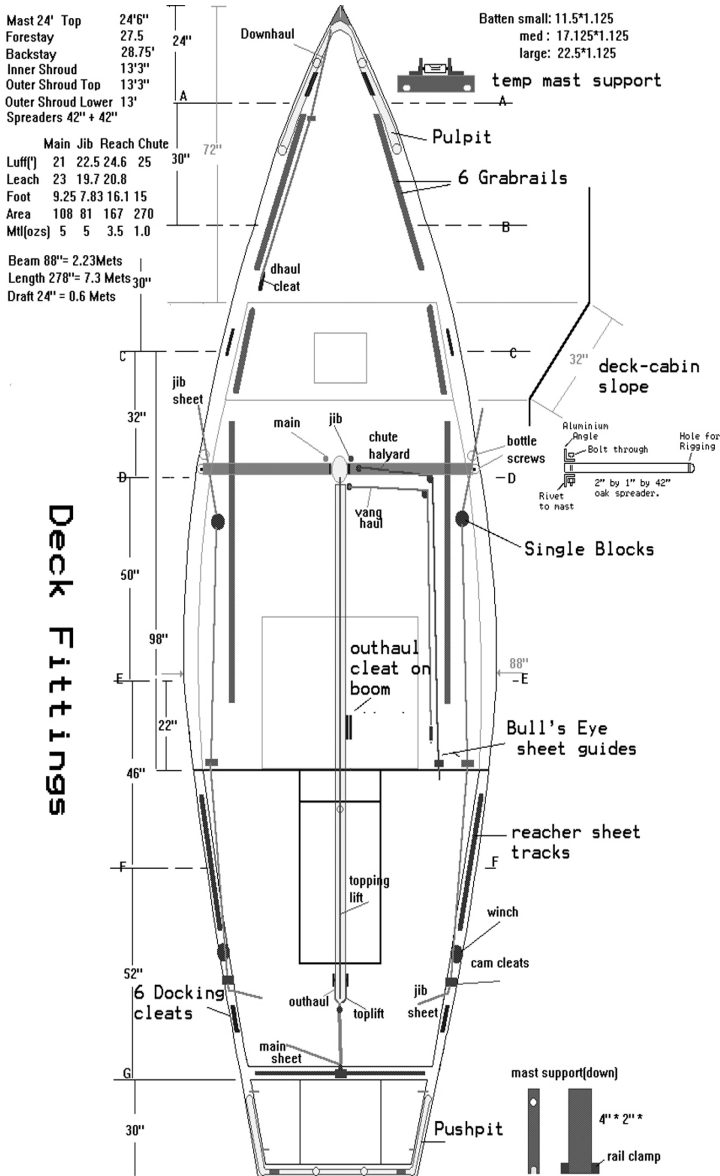 Mast 24' Top 24'6"
Forestay 27.5
Backstay 28.75'
Inner Shroud 13'3"
Outer Shroud Top 13'3"
Outer Shroud Lower 13'
Spreaders 42" + 42"
Main Jib Reach Chute
Luff(') 21 22.5 24.6 25
Leach 23 19.7 20.8
Foot 9.25 7.83 16.1 15
Area 108 81 167 270
Mtl(ozs) 5 5 3.5 1.0
Beam 88"= 2.23Mets
Length 278"= 7.3 Mets
Draft 24" = 0.6 Mets
Batten small: 11.5*1.125
med : 17.125*1.125
large: 22.5*1.125
Downhaul
temp mast support
24"
A
A
Pulpit
72"
30"
6 Grabrails
B
dhaul
cleat
30"
C
C
32"
deck-cabin
slope
jib
sheet
32"
main
jib
chute
halyard
bottle
screws
Aluminium
Angle
Bolt through
Hole for
Rigging
Rivet
to mast
2" by 1" by 42"
oak spreader.
D
D
vang
haul
Single Blocks
Deck Fittings
50"
98"
outhaul
cleat on
boom
88"
E
E
22"
Bull's Eye
sheet guides
46"
reacher sheet
tracks
F
F
topping
lift
winch
cam cleats
52"
6 Docking
cleats
outhaul
toplift
jib
sheet
main
sheet
G
mast support(down)
30"
Pushpit
4" * 2" *
rail clamp